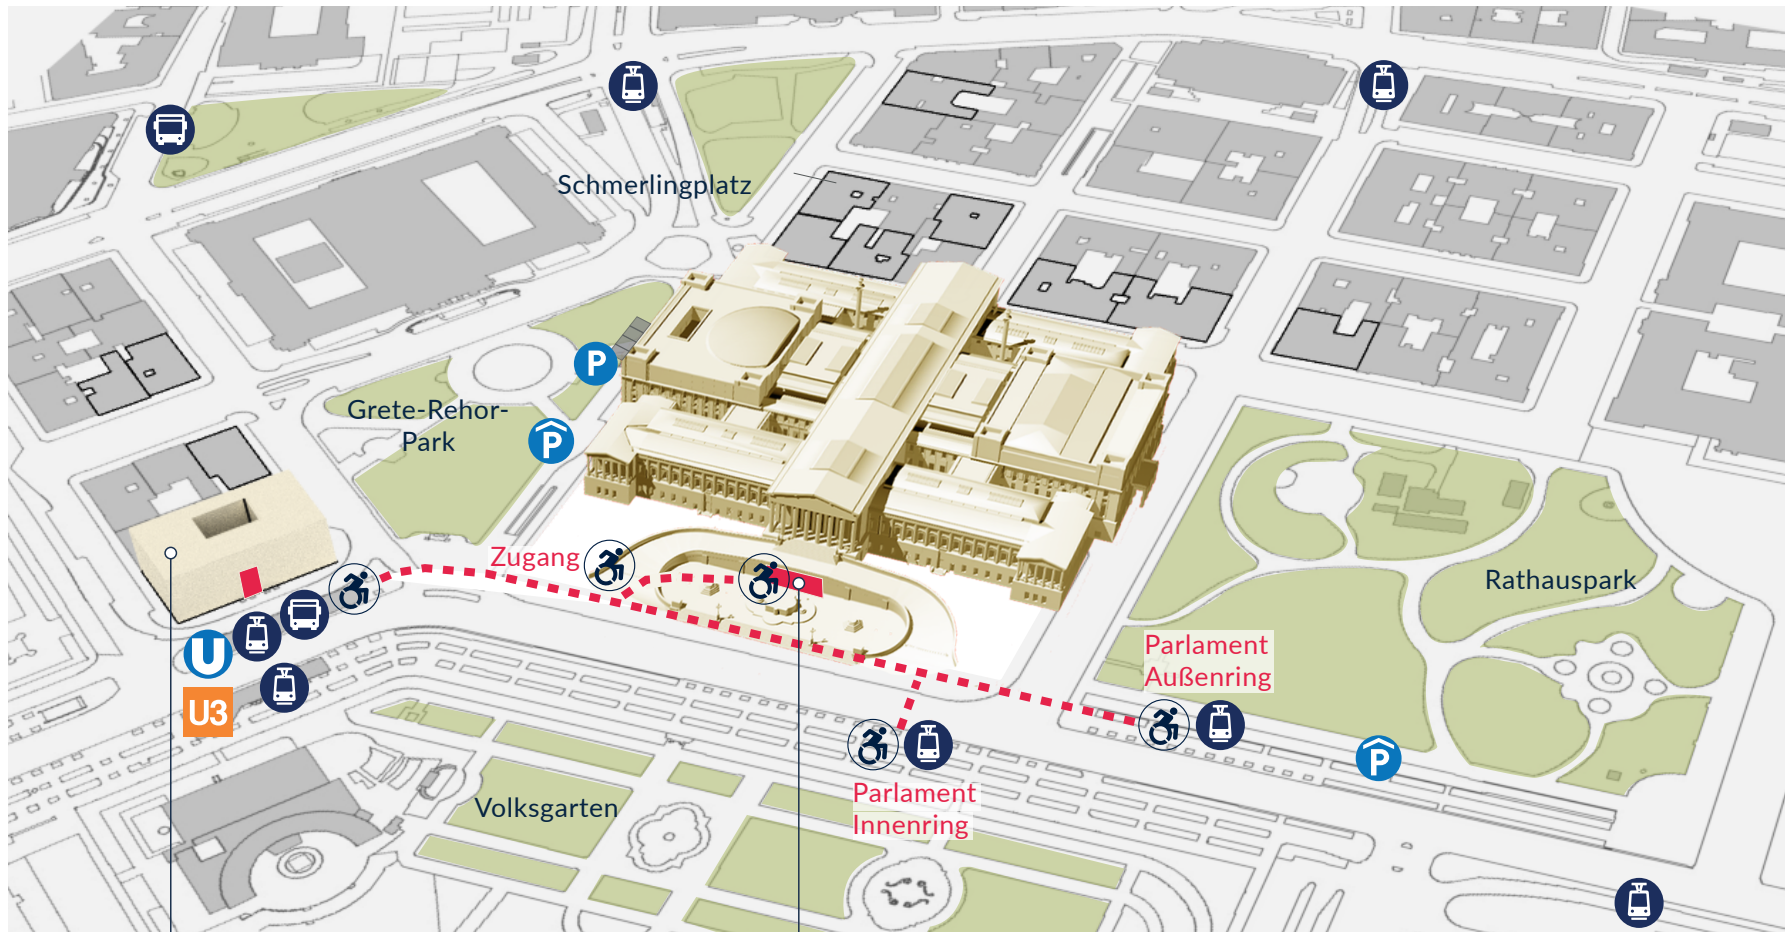 Schmerlingplatz
P
Grete-Rehor-
Park
P
Zugang
Rathauspark
U
U3
Parlament
Außenring
P
Volksgarten
Parlament
Innenring